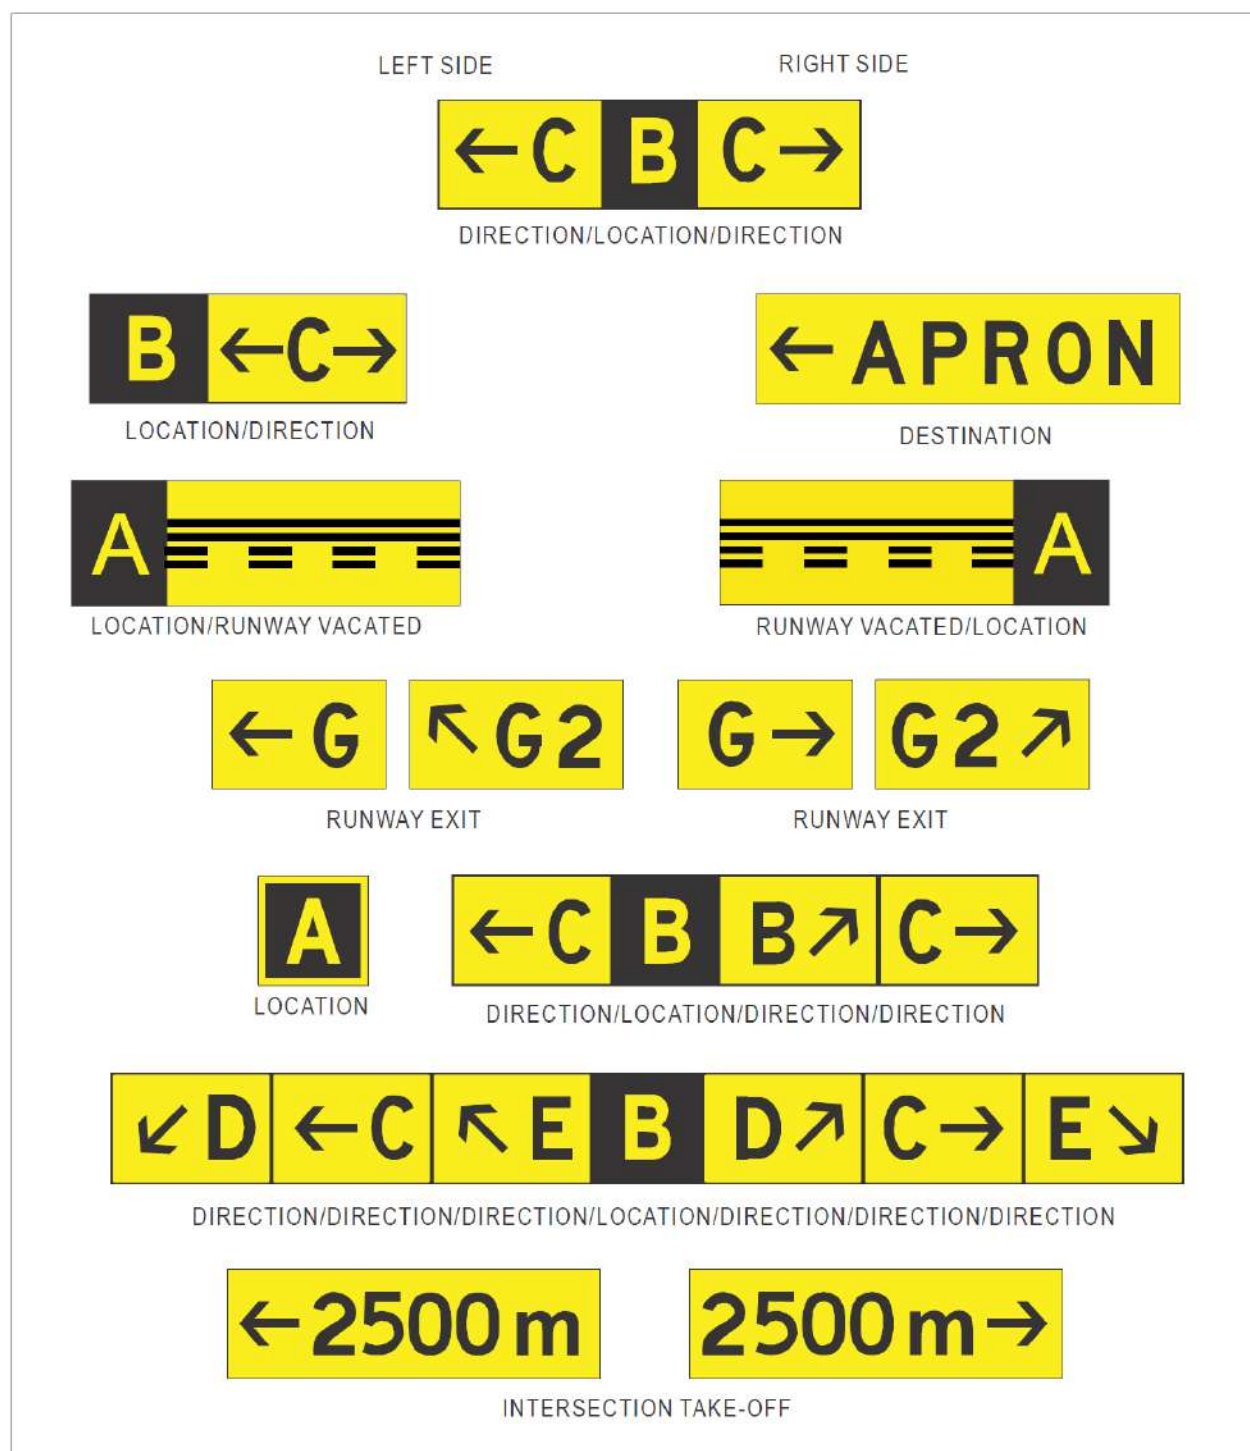 LEFT SIDE RIGHT SIDE
←C B C→
DIRECTION/LOCATION/DIRECTION
B ←C→ ←APRON
LOCATION/DIRECTION DESTINATION
A A
LOCATION/RUNWAY VACATED RUNWAY VACATED/LOCATION
←G ↖G2 G→ G2↗
RUNWAY EXIT RUNWAY EXIT
A ←C B B↗ C→
LOCATION DIRECTION/LOCATION/DIRECTION/DIRECTION
↙D ←C ↖E B D↗ C→ E↘
DIRECTION/DIRECTION/DIRECTION/LOCATION/DIRECTION/DIRECTION/DIRECTION
←2500m 2500m→
INTERSECTION TAKE-OFF